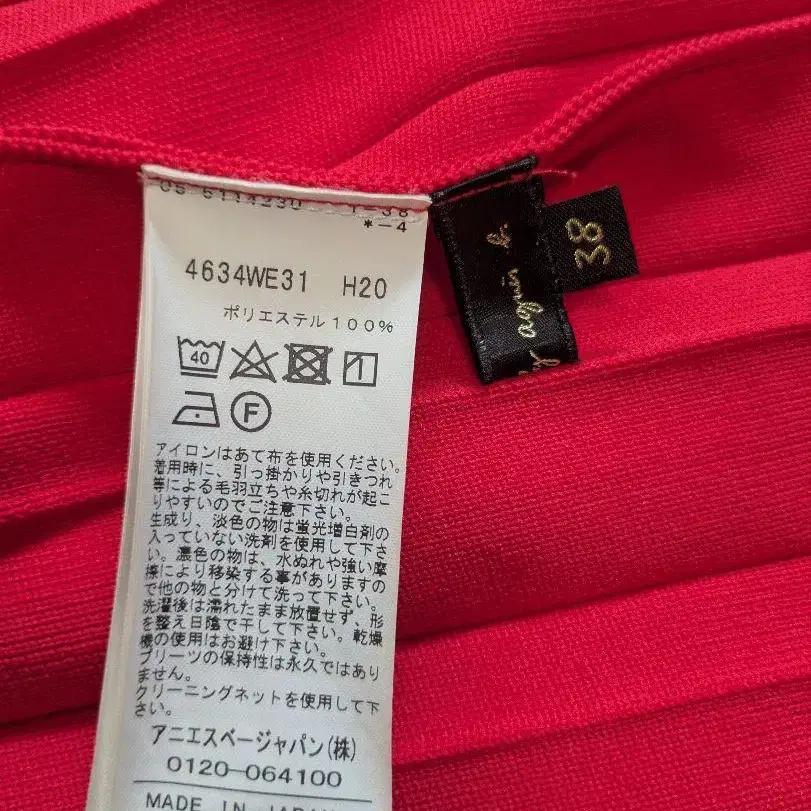 05 5114230 1-38
*-4
4634WE31 H20
ポリエステル100%
40
F
アイロンはあて布を使用ください。
着用時に、引っ掛かりや引きつれ
等による毛羽立ちや糸切れが起こ
りやすいのでご注意下さい。
生成り、淡色の物は蛍光増白剤の
入っていない洗剤を使用して下さ
い。濃色の物は、水ぬれや強い摩
擦により移染する事がありますの
で他の物と分けて洗って下さい。
洗濯後は濡れたまま放置せず、形
を整え日陰で干して下さい。乾燥
機の使用はお避け下さい。
プリーツの保持性は永久ではあり
ません。
クリーニングネットを使用して下
さい。
アニエスベージャパン(株)
0120-064100
MADE IN JAPAN
by agnès b.
38